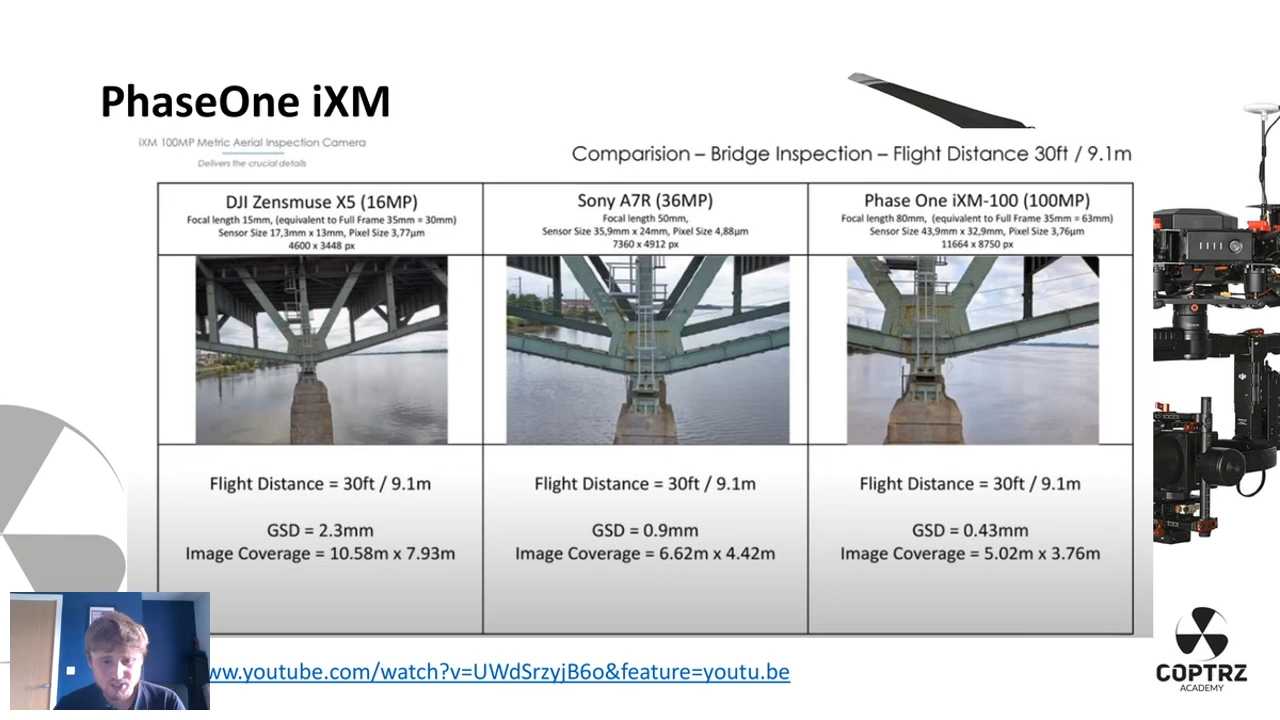 PhaseOne iXM
iXM 100MP Metric Aerial Inspection Camera
Delivers the crucial details
Comparision – Bridge Inspection – Flight Distance 30ft / 9.1m
DJI Zensmuse X5 (16MP)
Focal length 15mm, (equivalent to Full Frame 35mm = 30mm)
Sensor Size 17,3mm x 13mm, Pixel Size 3,77µm
4600 x 3448 px
Sony A7R (36MP)
Focal length 50mm,
Sensor Size 35,9mm x 24mm, Pixel Size 4,88µm
7360 x 4912 px
Phase One iXM-100 (100MP)
Focal length 80mm, (equivalent to Full Frame 35mm = 63mm)
Sensor Size 43,9mm x 32,9mm, Pixel Size 3,76µm
11664 x 8750 px
Flight Distance = 30ft / 9.1m
GSD = 2.3mm
Image Coverage = 10.58m x 7.93m
Flight Distance = 30ft / 9.1m
GSD = 0.9mm
Image Coverage = 6.62m x 4.42m
Flight Distance = 30ft / 9.1m
GSD = 0.43mm
Image Coverage = 5.02m x 3.76m
ww.youtube.com/watch?v=UWdSrzyjB6o&feature=youtu.be
COPTRZ
ACADEMY